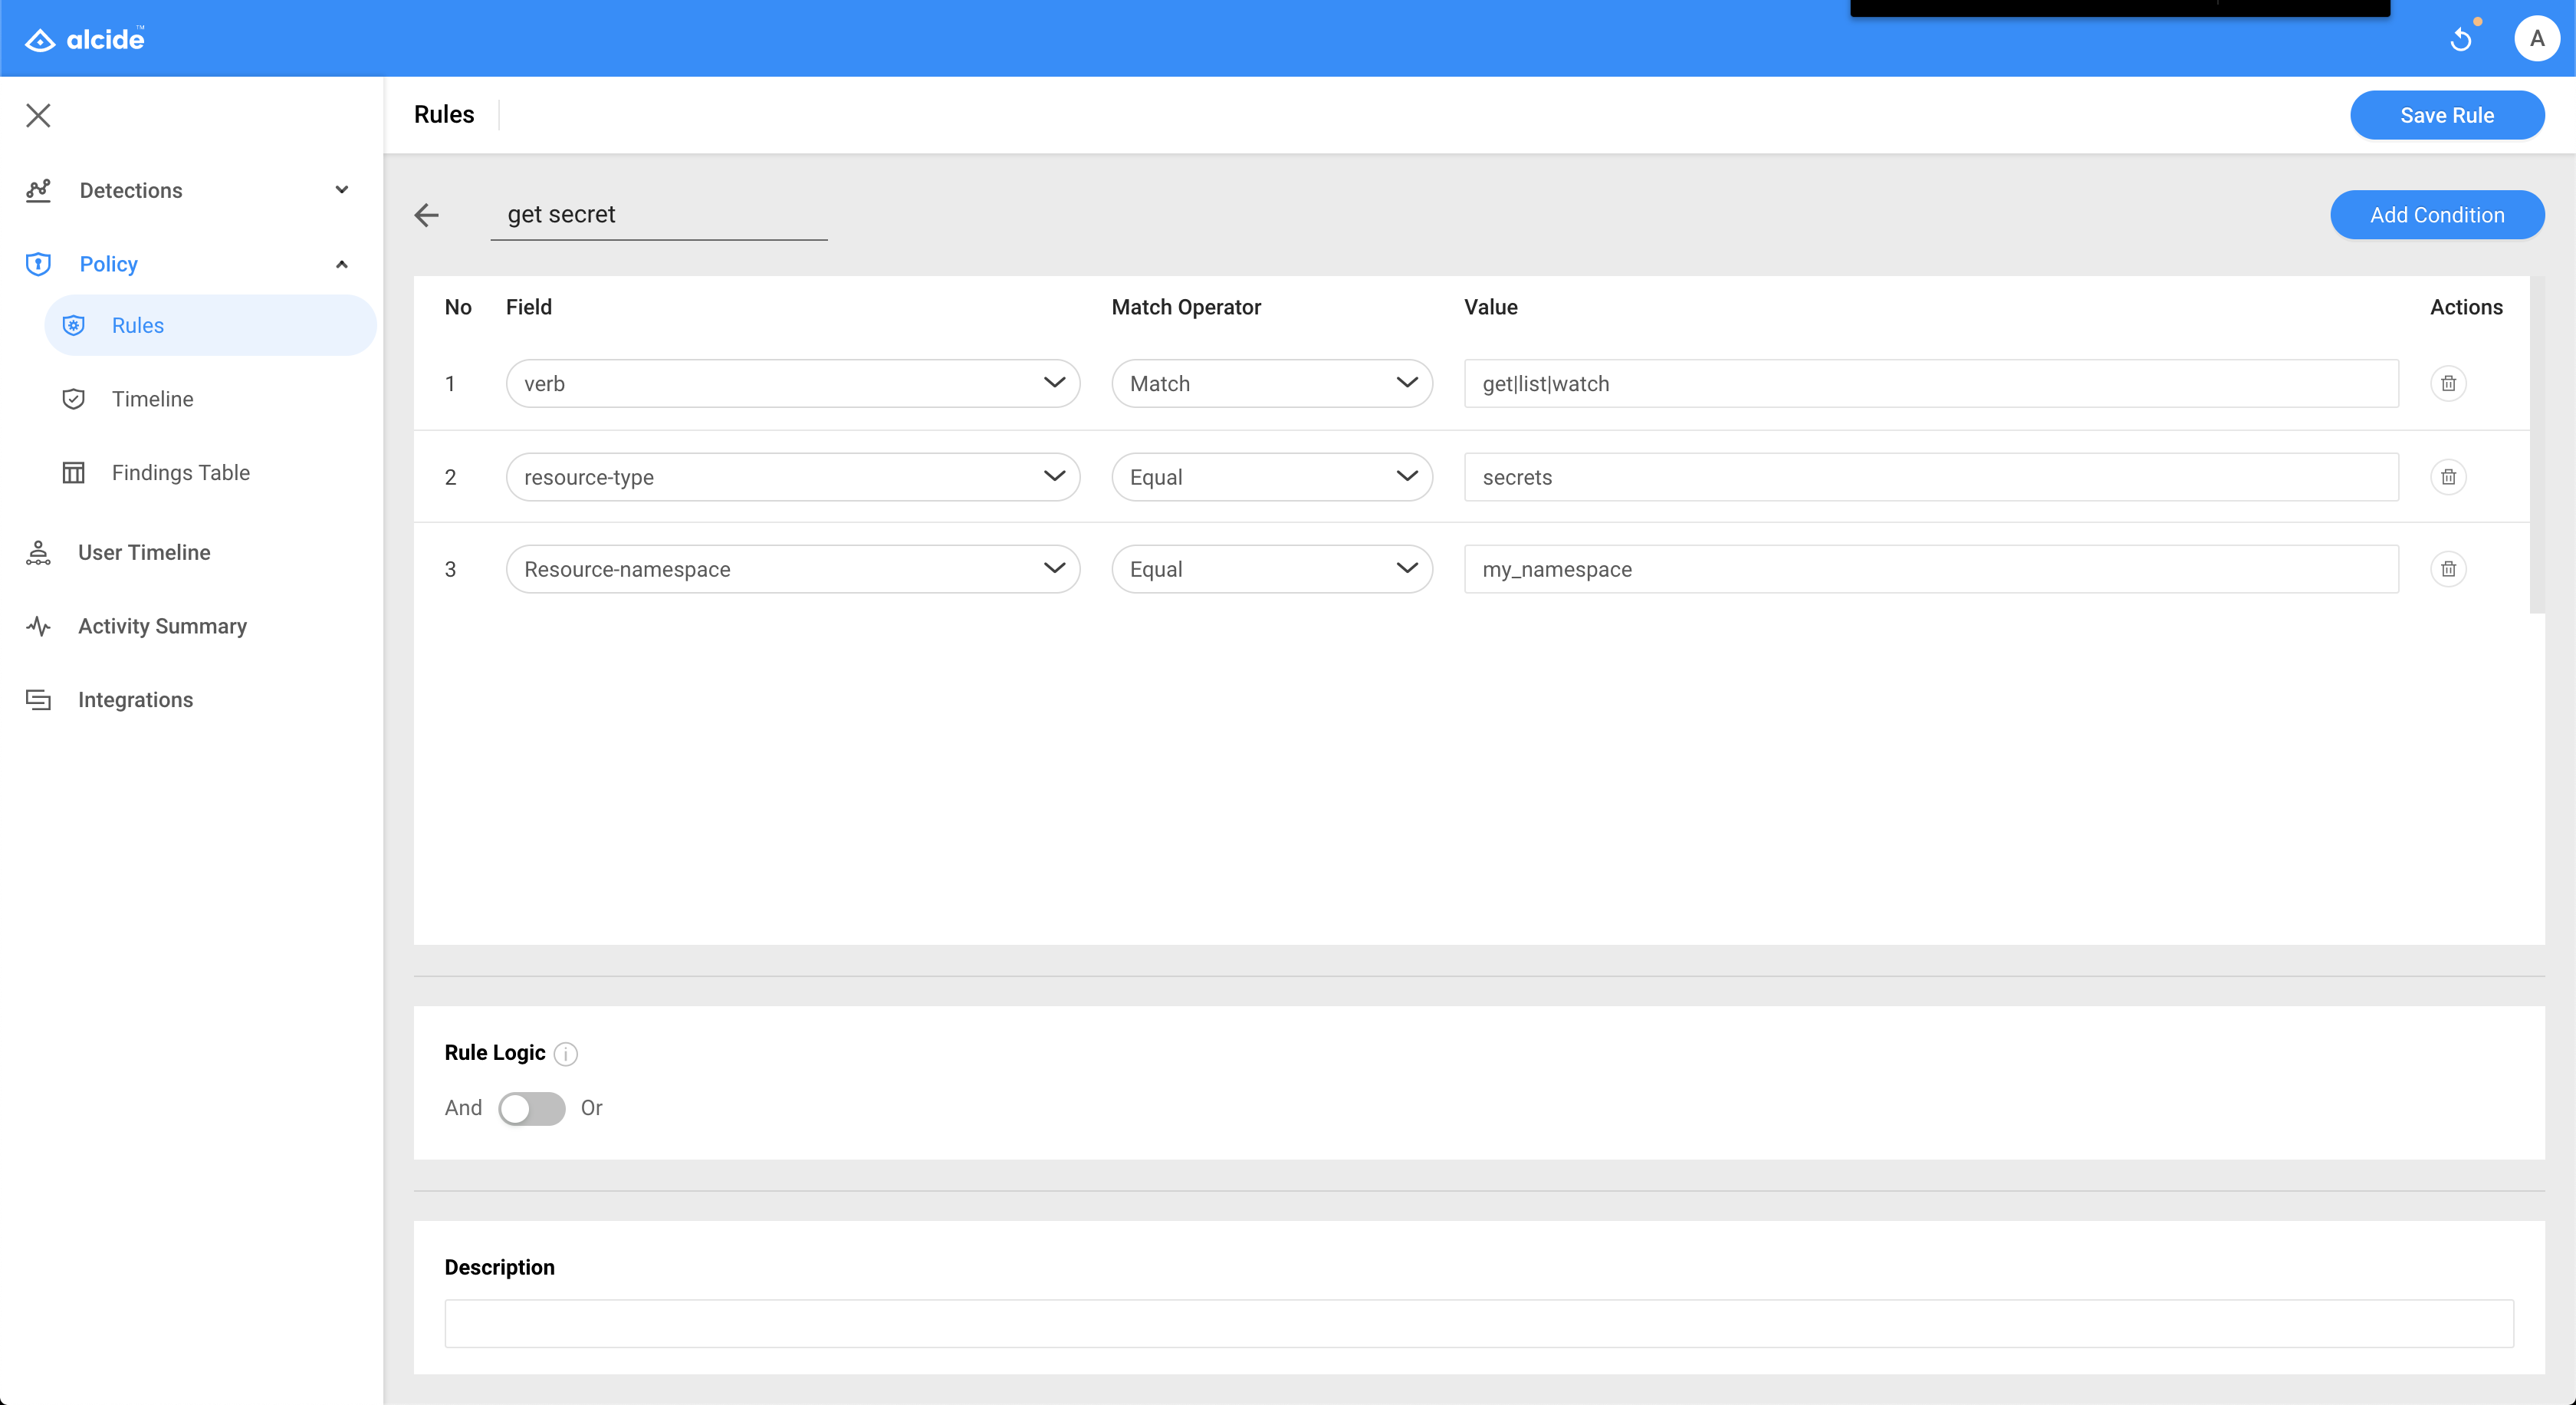 alcide™
A
Rules
Save Rule
Detections
Policy
Rules
Timeline
Findings Table
User Timeline
Activity Summary
Integrations
get secret
Add Condition
No Field Match Operator Value Actions
1 verb Match get|list|watch
2 resource-type Equal secrets
3 Resource-namespace Equal my_namespace
Rule Logic i
And Or
Description